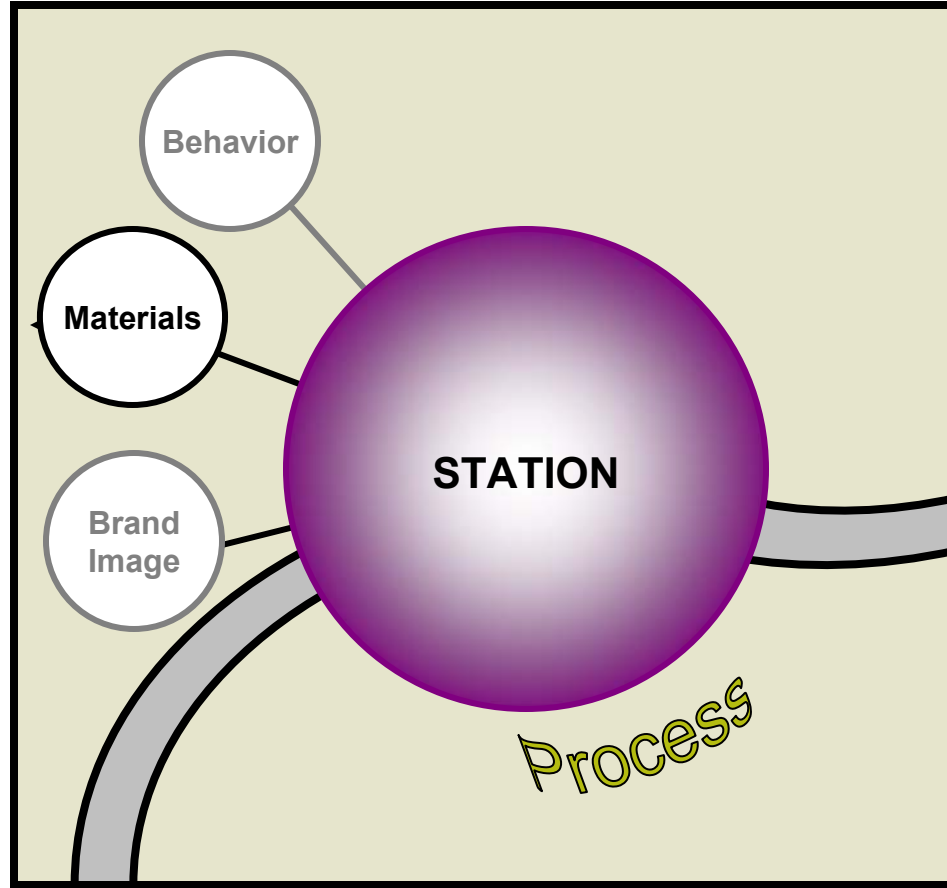 Behavior
Materials
STATION
Brand
Image
Process